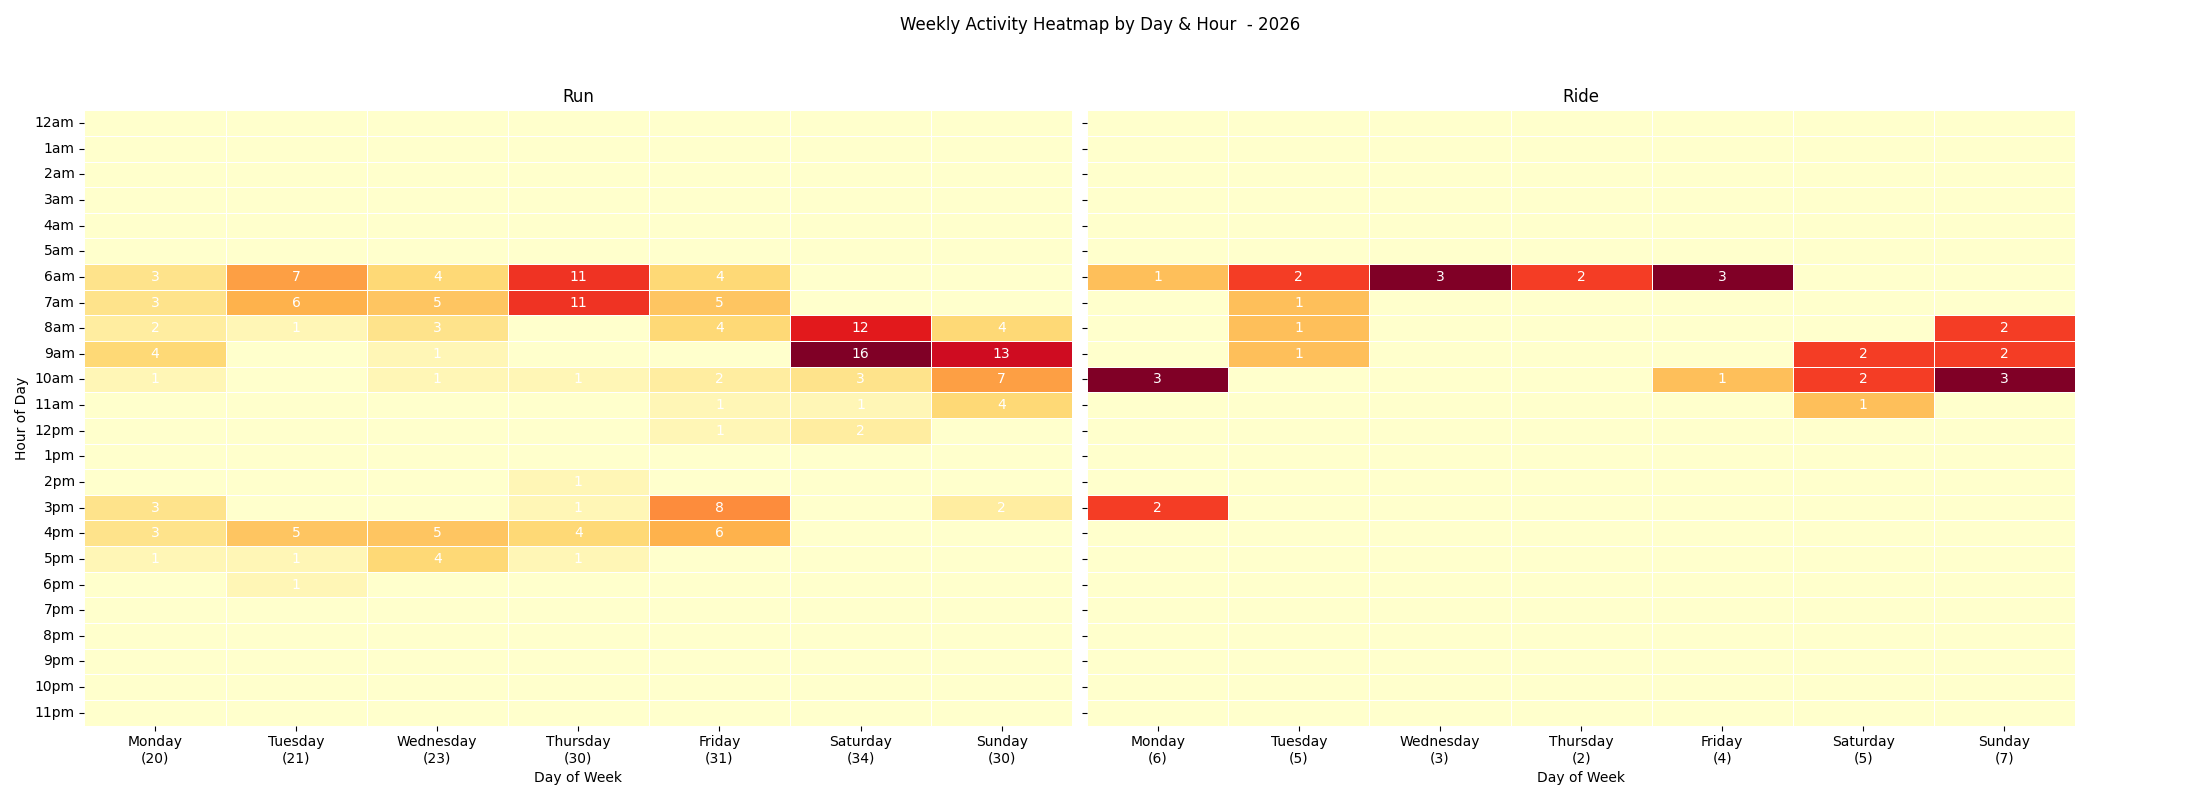 Weekly Activity Heatmap by Day & Hour  - 2026
Run
Ride
Hour of Day
12am
1am
2am
3am
4am
5am
6am 3 7 4 11 4 1 2 3 2 3
7am 3 6 5 11 5 1
8am 2 1 3 4 12 4 1 2
9am 4 1 16 13 1 2 2
10am 1 1 1 2 3 7 3 1 2 3
11am 1 1 4 1
12pm 1 2
1pm
2pm 1
3pm 3 1 8 2 2
4pm 3 5 5 4 6
5pm 1 1 4 1
6pm 1
7pm
8pm
9pm
10pm
11pm
Monday Tuesday Wednesday Thursday Friday Saturday Sunday
(20) (21) (23) (30) (31) (34) (30)
Day of Week
Monday Tuesday Wednesday Thursday Friday Saturday Sunday
(6) (5) (3) (2) (4) (5) (7)
Day of Week